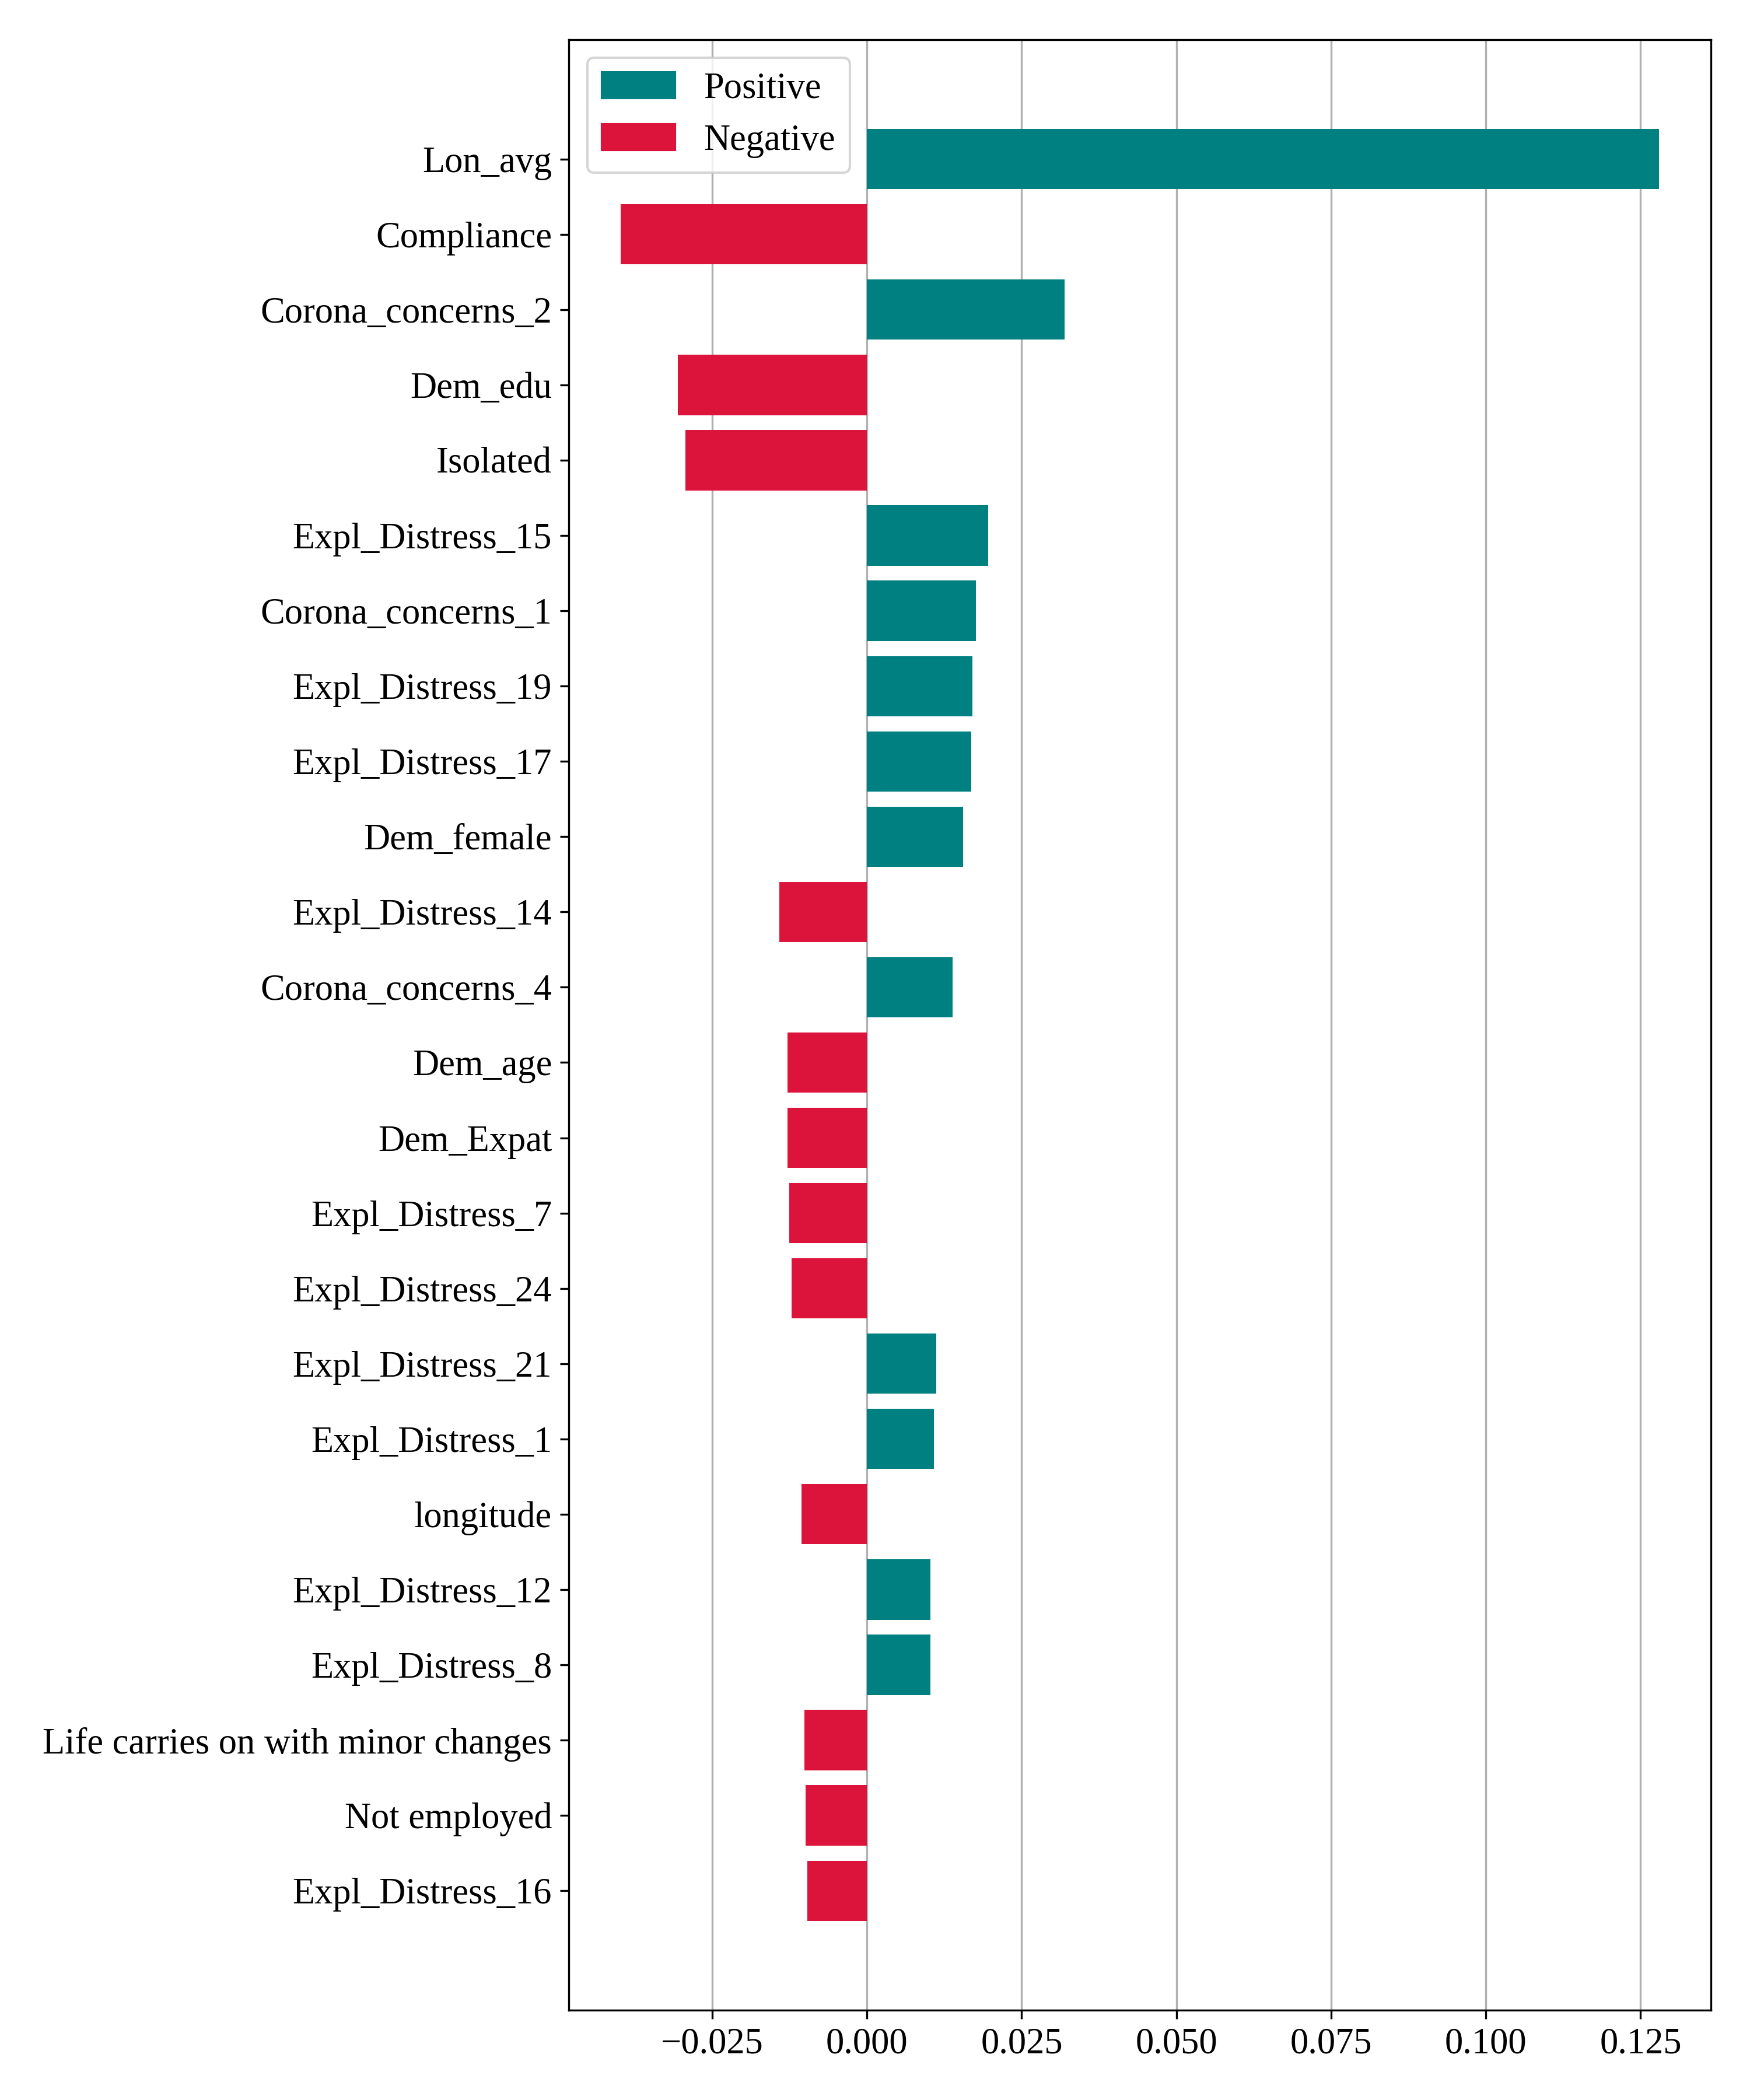 Positive
Negative
Lon_avg
Compliance
Corona_concerns_2
Dem_edu
Isolated
Expl_Distress_15
Corona_concerns_1
Expl_Distress_19
Expl_Distress_17
Dem_female
Expl_Distress_14
Corona_concerns_4
Dem_age
Dem_Expat
Expl_Distress_7
Expl_Distress_24
Expl_Distress_21
Expl_Distress_1
longitude
Expl_Distress_12
Expl_Distress_8
Life carries on with minor changes
Not employed
Expl_Distress_16
−0.025 0.000 0.025 0.050 0.075 0.100 0.125